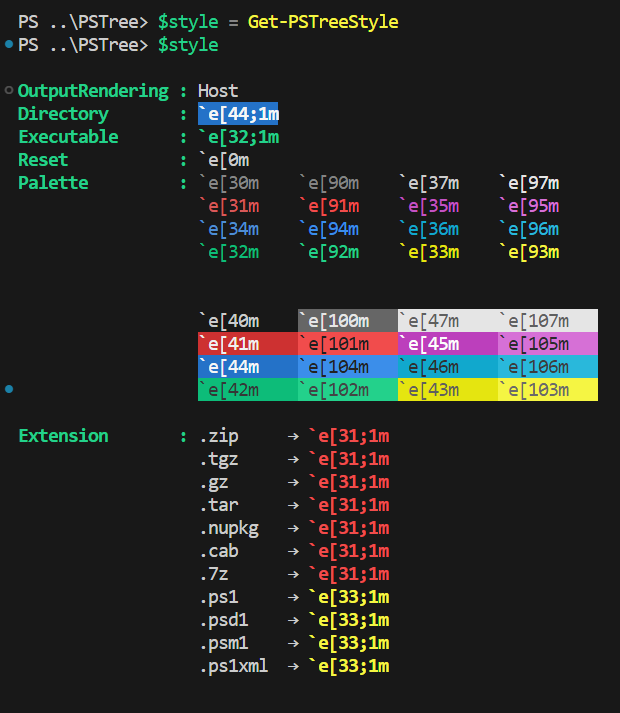 PS ..\PSTree> $style = Get-PSTreeStyle
PS ..\PSTree> $style
OutputRendering : Host
Directory       : `e[44;1m
Executable      : `e[32;1m
Reset           : `e[0m
Palette         : `e[30m    `e[90m    `e[37m    `e[97m
                  `e[31m    `e[91m    `e[35m    `e[95m
                  `e[34m    `e[94m    `e[36m    `e[96m
                  `e[32m    `e[92m    `e[33m    `e[93m
                  `e[40m    `e[100m   `e[47m    `e[107m
                  `e[41m    `e[101m   `e[45m    `e[105m
                  `e[44m    `e[104m   `e[46m    `e[106m
                  `e[42m    `e[102m   `e[43m    `e[103m
Extension       : .zip     → `e[31;1m
                  .tgz     → `e[31;1m
                  .gz      → `e[31;1m
                  .tar     → `e[31;1m
                  .nupkg   → `e[31;1m
                  .cab     → `e[31;1m
                  .7z      → `e[31;1m
                  .ps1     → `e[33;1m
                  .psd1    → `e[33;1m
                  .psm1    → `e[33;1m
                  .ps1xml  → `e[33;1m